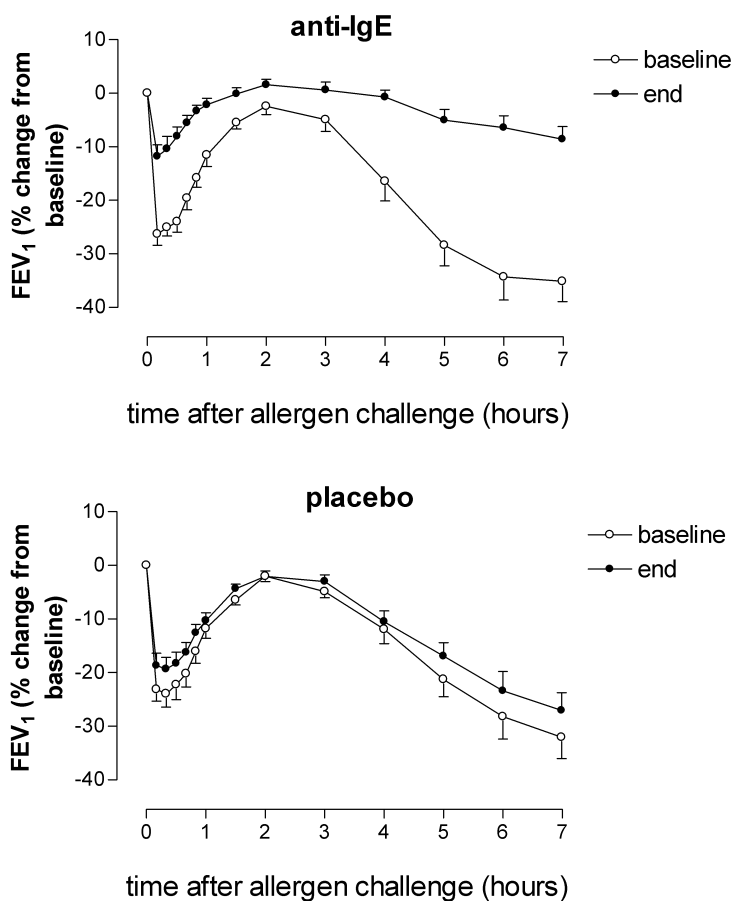 anti-IgE
10
0
-10
-20
-30
-40
FEV1 (% change from
baseline)
baseline
end
0 1 2 3 4 5 6 7
time after allergen challenge (hours)
placebo
10
0
-10
-20
-30
-40
FEV1 (% change from
baseline)
baseline
end
0 1 2 3 4 5 6 7
time after allergen challenge (hours)